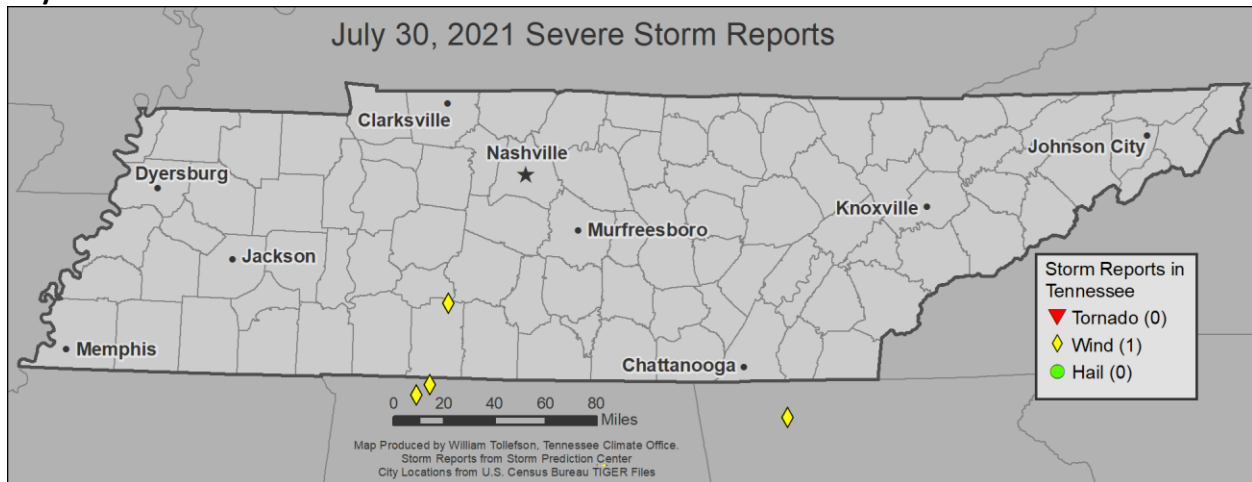 July 30, 2021 Severe Storm Reports
Clarksville
Nashville
Johnson City
Dyersburg
Knoxville
Murfreesboro
Jackson
Storm Reports in
Tennessee
Tornado (0)
Wind (1)
Hail (0)
Memphis
Chattanooga
0 20 40 60 80
Miles
Map Produced by William Tollefson, Tennessee Climate Office.
Storm Reports from Storm Prediction Center
City Locations from U.S. Census Bureau TIGER Files